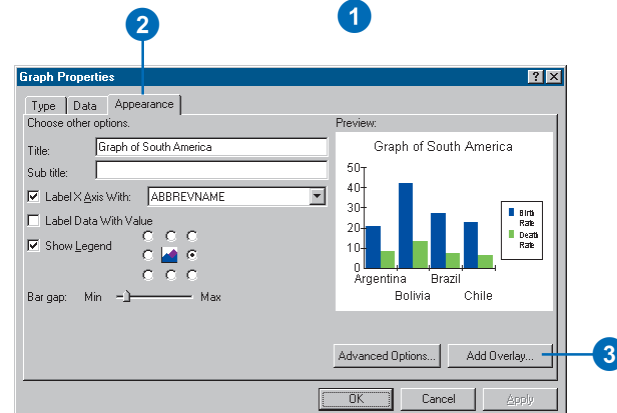 2
1
Graph Properties
? ×
Type Data Appearance
Choose other options.
Title: Graph of South America
Sub title:
Label X Axis With: ABBREVNAME
Label Data With Value
Show Legend
Bar gap: Min Max
Preview:
Graph of South America
50
40
30
20
10
0
Argentina Brazil
Bolivia Chile
Birth
Rate
Death
Rate
Advanced Options... Add Overlay...
3
OK Cancel Apply